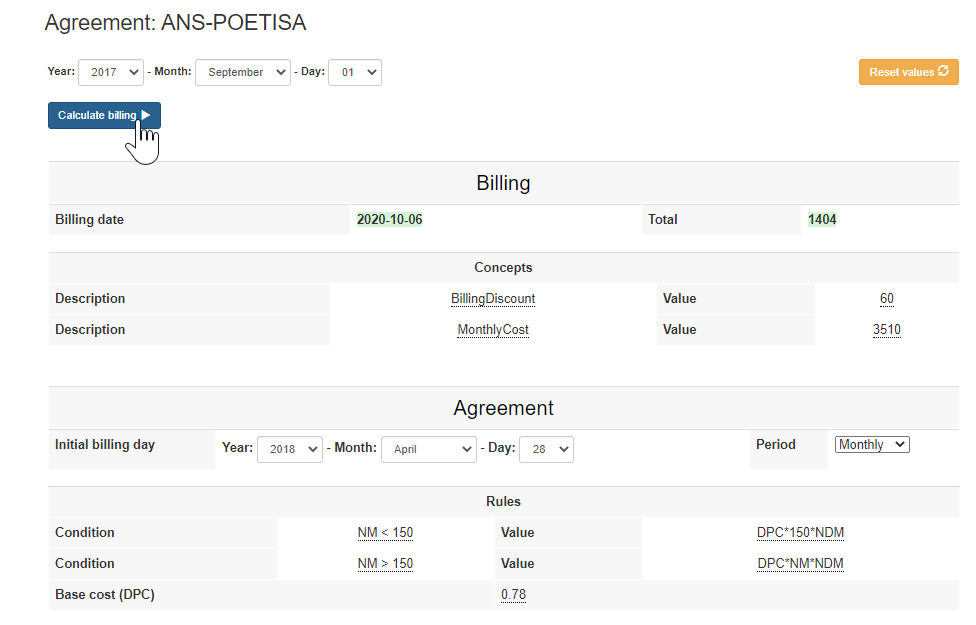 Agreement: ANS-POETISA
Year: 2017 - Month: September - Day: 01
Reset values
Calculate billing
Billing
Billing date 2020-10-06 Total 1404
Concepts
Description BillingDiscount Value 60
Description MonthlyCost Value 3510
Agreement
Initial billing day Year: 2018 - Month: April - Day: 28 Period Monthly
Rules
Condition NM < 150 Value DPC*150*NDM
Condition NM > 150 Value DPC*NM*NDM
Base cost (DPC) 0.78